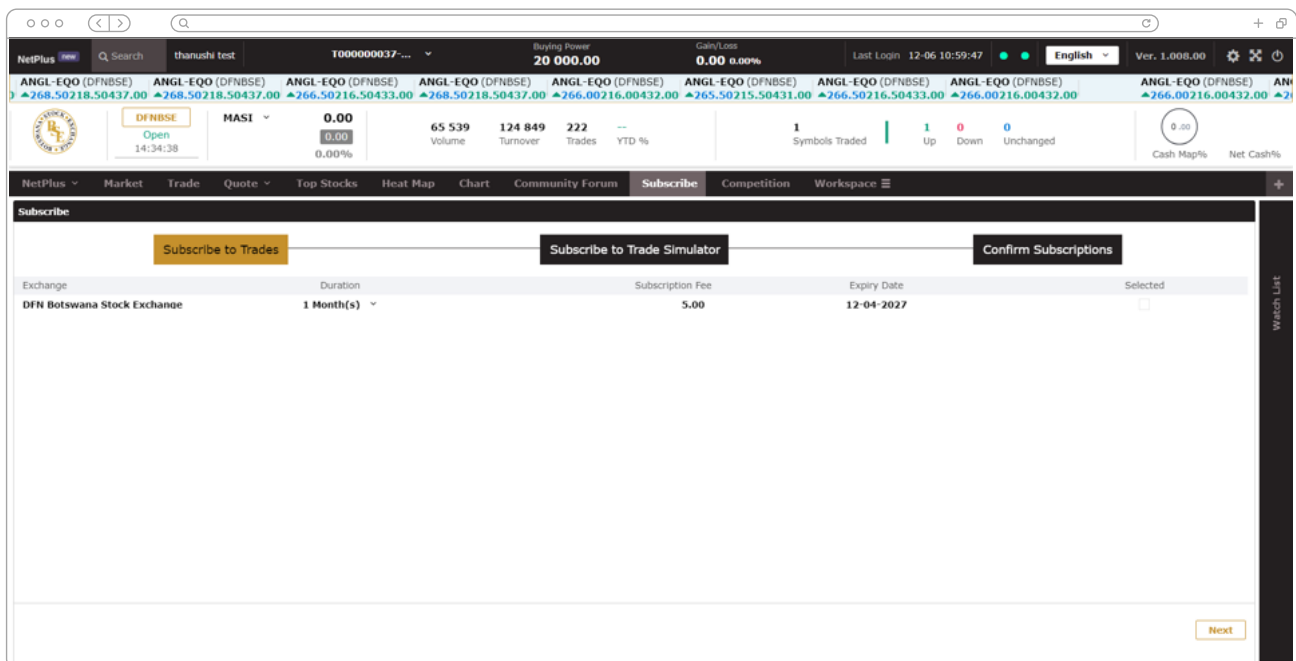 NetPlus new Search thanushi test T000000037-... Buying Power 20 000.00 Gain/Loss 0.00 0.00% Last Login 12-06 10:59:47 English Ver. 1.008.00
ANGL-EQO (DFNBSE) ANGL-EQO (DFNBSE) ANGL-EQO (DFNBSE) ANGL-EQO (DFNBSE) ANGL-EQO (DFNBSE) ANGL-EQO (DFNBSE) ANGL-EQO (DFNBSE) ANGL-EQO (DFNBSE) ANGL-EQO (DFNBSE)
268.50218.50437.00 268.50218.50437.00 266.50216.50433.00 268.50218.50437.00 266.00216.00432.00 265.50215.50431.00 266.50216.50433.00 266.00216.00432.00 266.00216.00432.00
DFNBSE MASI 0.00
Open 0.00 65 539 124 849 222 -- 1 1 0 0 0.00
14:34:38 0.00% Volume Turnover Trades YTD % Symbols Traded Up Down Unchanged Cash Map% Net Cash%
NetPlus Market Trade Quote Top Stocks Heat Map Chart Community Forum Subscribe Competition Workspace
Subscribe
Subscribe to Trades Subscribe to Trade Simulator Confirm Subscriptions
Exchange Duration Subscription Fee Expiry Date Selected
DFN Botswana Stock Exchange 1 Month(s) 5.00 12-04-2027
Watch List
Next